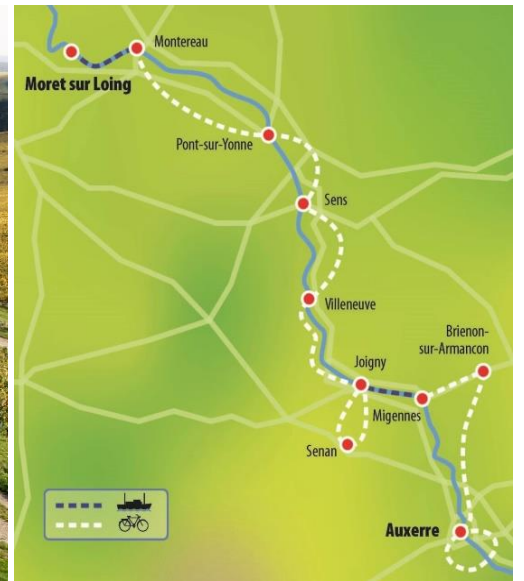 Montereau
Moret sur Loing
Pont-sur-Yonne
Sens
Villeneuve
Brienon-
sur-Armancon
Joigny
Migennes
Senan
Auxerre